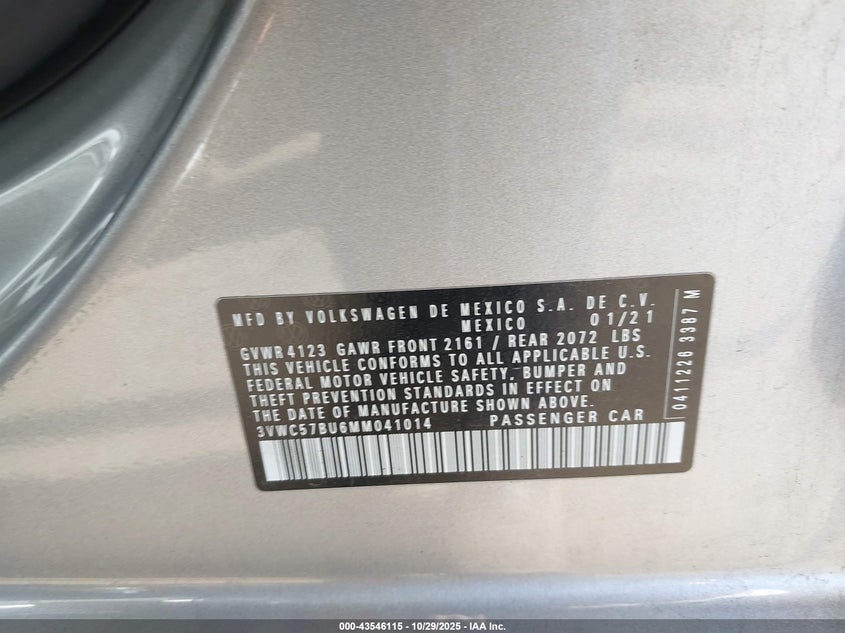 MFD BY VOLKSWAGEN DE MEXICO S.A. DE C.V.
MEXICO 01/21
GVWR 4123 GAWR FRONT 2161 / REAR 2072 LBS
THIS VEHICLE CONFORMS TO ALL APPLICABLE U.S.
FEDERAL MOTOR VEHICLE SAFETY. BUMPER AND
THEFT PREVENTION STANDARDS IN EFFECT ON
THE DATE OF MANUFACTURE SHOWN ABOVE.
3VWC57BU6MM041014 PASSENGER CAR
0411226 3387 M
000-43546115 - 10/29/2025 - IAA Inc.